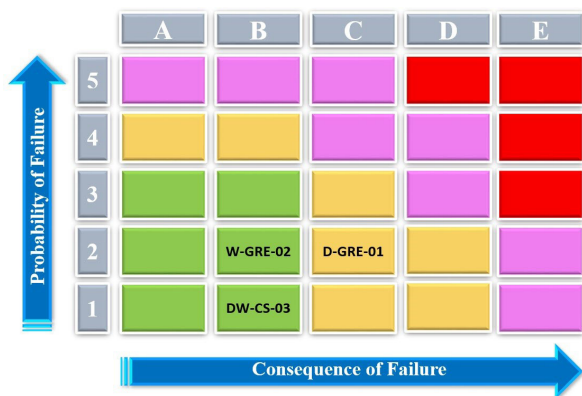 A B C D E
5
4
3
2 W-GRE-02 D-GRE-01
1 DW-CS-03
Probability of Failure
Consequence of Failure